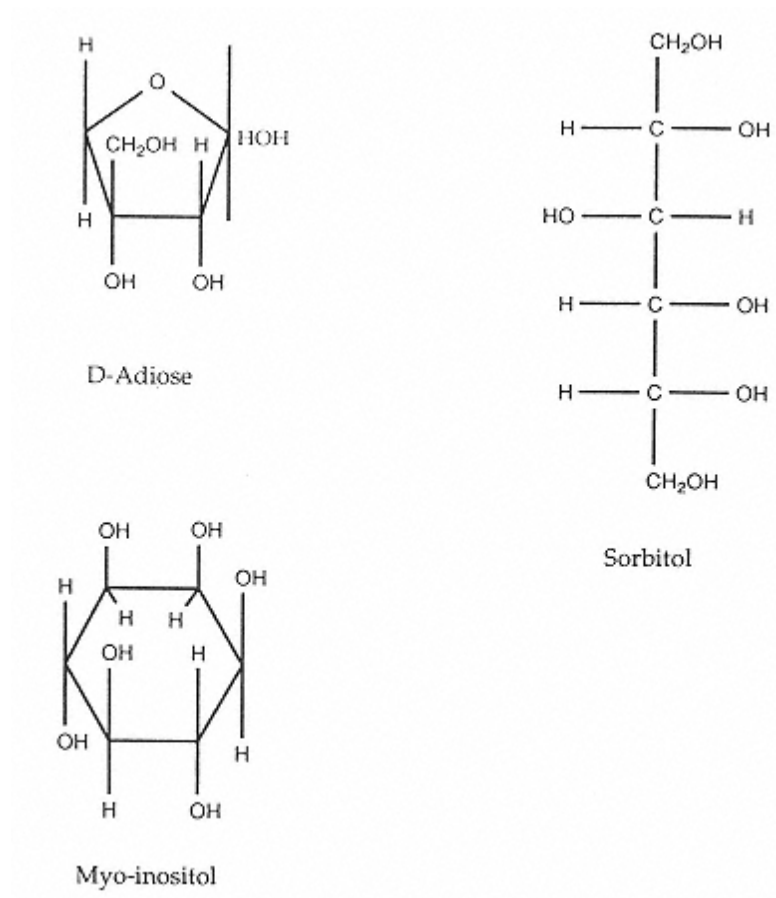 H
O
CH₂OH H HOH
H
OH OH
D-Adiose
CH₂OH
H C OH
HO C H
H C OH
H C OH
CH₂OH
Sorbitol
OH OH
H OH
H H
OH H
OH H
H OH
Myo-inositol